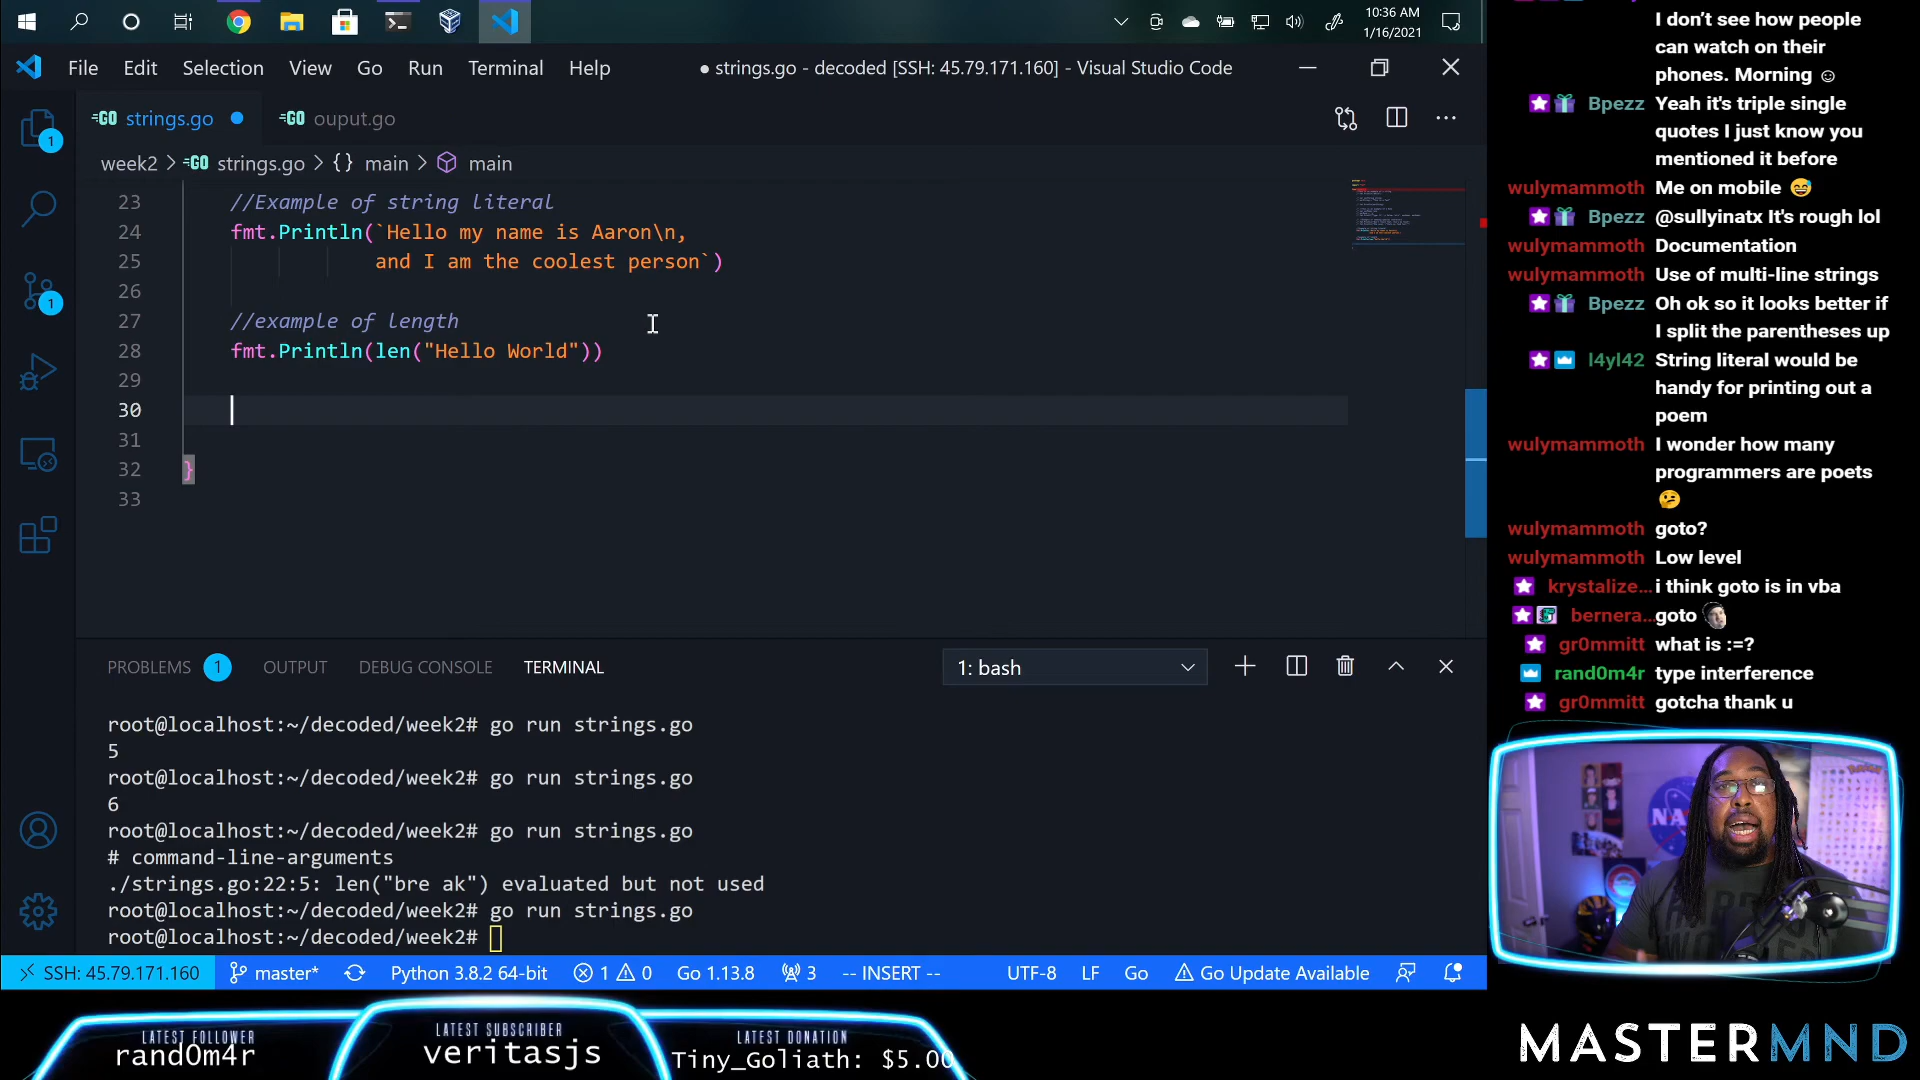 10:36 AM
1/16/2021
File Edit Selection View Go Run Terminal Help
● strings.go - decoded [SSH: 45.79.171.160] - Visual Studio Code
GO strings.go ● GO ouput.go
week2 > GO strings.go > {} main > main
23 //Example of string literal
24 fmt.Println(`Hello my name is Aaron\n,
25 and I am the coolest person`)
26
27 //example of length
28 fmt.Println(len("Hello World"))
29
30
31
32 }
33
1
1
PROBLEMS 1 OUTPUT DEBUG CONSOLE TERMINAL 1: bash
root@localhost:~/decoded/week2# go run strings.go
5
root@localhost:~/decoded/week2# go run strings.go
6
root@localhost:~/decoded/week2# go run strings.go
# command-line-arguments
./strings.go:22:5: len("bre ak") evaluated but not used
root@localhost:~/decoded/week2# go run strings.go
root@localhost:~/decoded/week2#
SSH: 45.79.171.160 master* Python 3.8.2 64-bit 1 0 Go 1.13.8 3 -- INSERT -- UTF-8 LF Go Go Update Available
I don't see how people
can watch on their
phones. Morning ☺
Bpezz Yeah it's triple single
quotes I just know you
mentioned it before
wulymammoth Me on mobile 😅
Bpezz @sullyinatx It's rough lol
wulymammoth Documentation
wulymammoth Use of multi-line strings
Bpezz Oh ok so it looks better if
I split the parentheses up
l4yl42 String literal would be
handy for printing out a
poem
wulymammoth I wonder how many
programmers are poets
🤔
wulymammoth goto?
wulymammoth Low level
krystalize... i think goto is in vba
bernera... goto
gr0mmitt what is :=?
rand0m4r type interference
gr0mmitt gotcha thank u
NASA
LATEST FOLLOWER
rand0m4r
LATEST SUBSCRIBER
veritasjs
LATEST DONATION
Tiny_Goliath: $5.00
MASTERMND